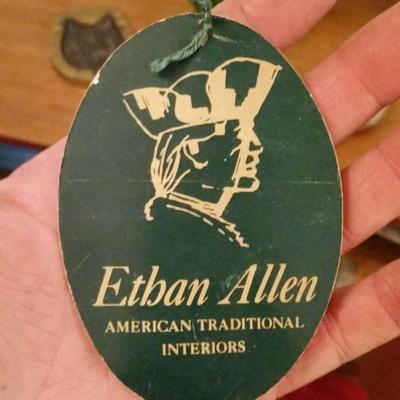 Ethan Allen
AMERICAN TRADITIONAL
INTERIORS